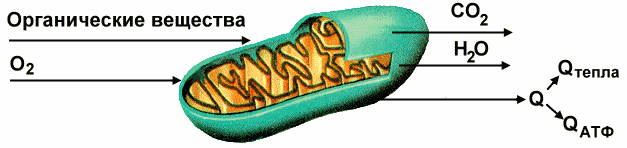 Органические вещества
O₂
CO₂
H₂O
Q
Qтепла
QАТФ